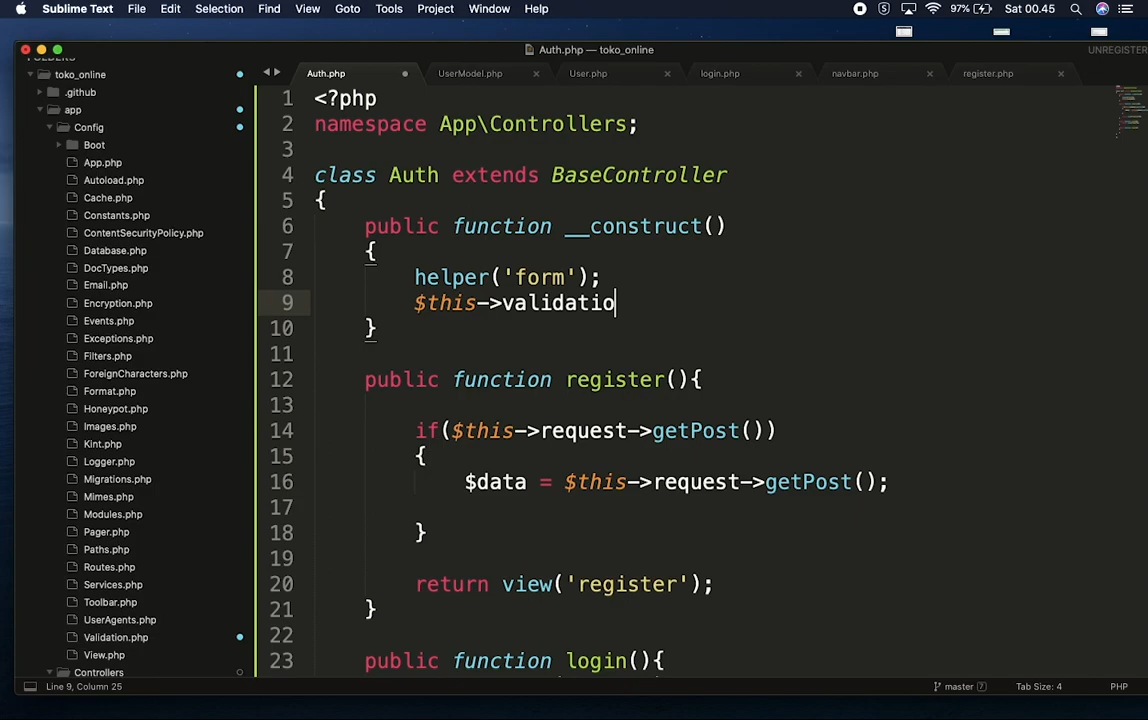 Sublime Text File Edit Selection Find View Goto Tools Project Window Help 97% Sat 00.45
Auth.php — toko_online UNREGISTER
FOLDERS
Auth.php UserModel.php User.php login.php navbar.php register.php
toko_online
.github
app
Config
Boot
App.php
Autoload.php
Cache.php
Constants.php
ContentSecurityPolicy.php
Database.php
DocTypes.php
Email.php
Encryption.php
Events.php
Exceptions.php
Filters.php
ForeignCharacters.php
Format.php
Honeypot.php
Images.php
Kint.php
Logger.php
Migrations.php
Mimes.php
Modules.php
Pager.php
Paths.php
Routes.php
Services.php
Toolbar.php
UserAgents.php
Validation.php
View.php
Controllers
1 <?php
2 namespace App\Controllers;
3
4 class Auth extends BaseController
5 {
6 public function __construct()
7 {
8 helper('form');
9 $this->validatio
10 }
11
12 public function register(){
13
14 if($this->request->getPost())
15 {
16 $data = $this->request->getPost();
17
18 }
19
20 return view('register');
21 }
22
23 public function login(){
Line 9, Column 25 master 7 Tab Size: 4 PHP